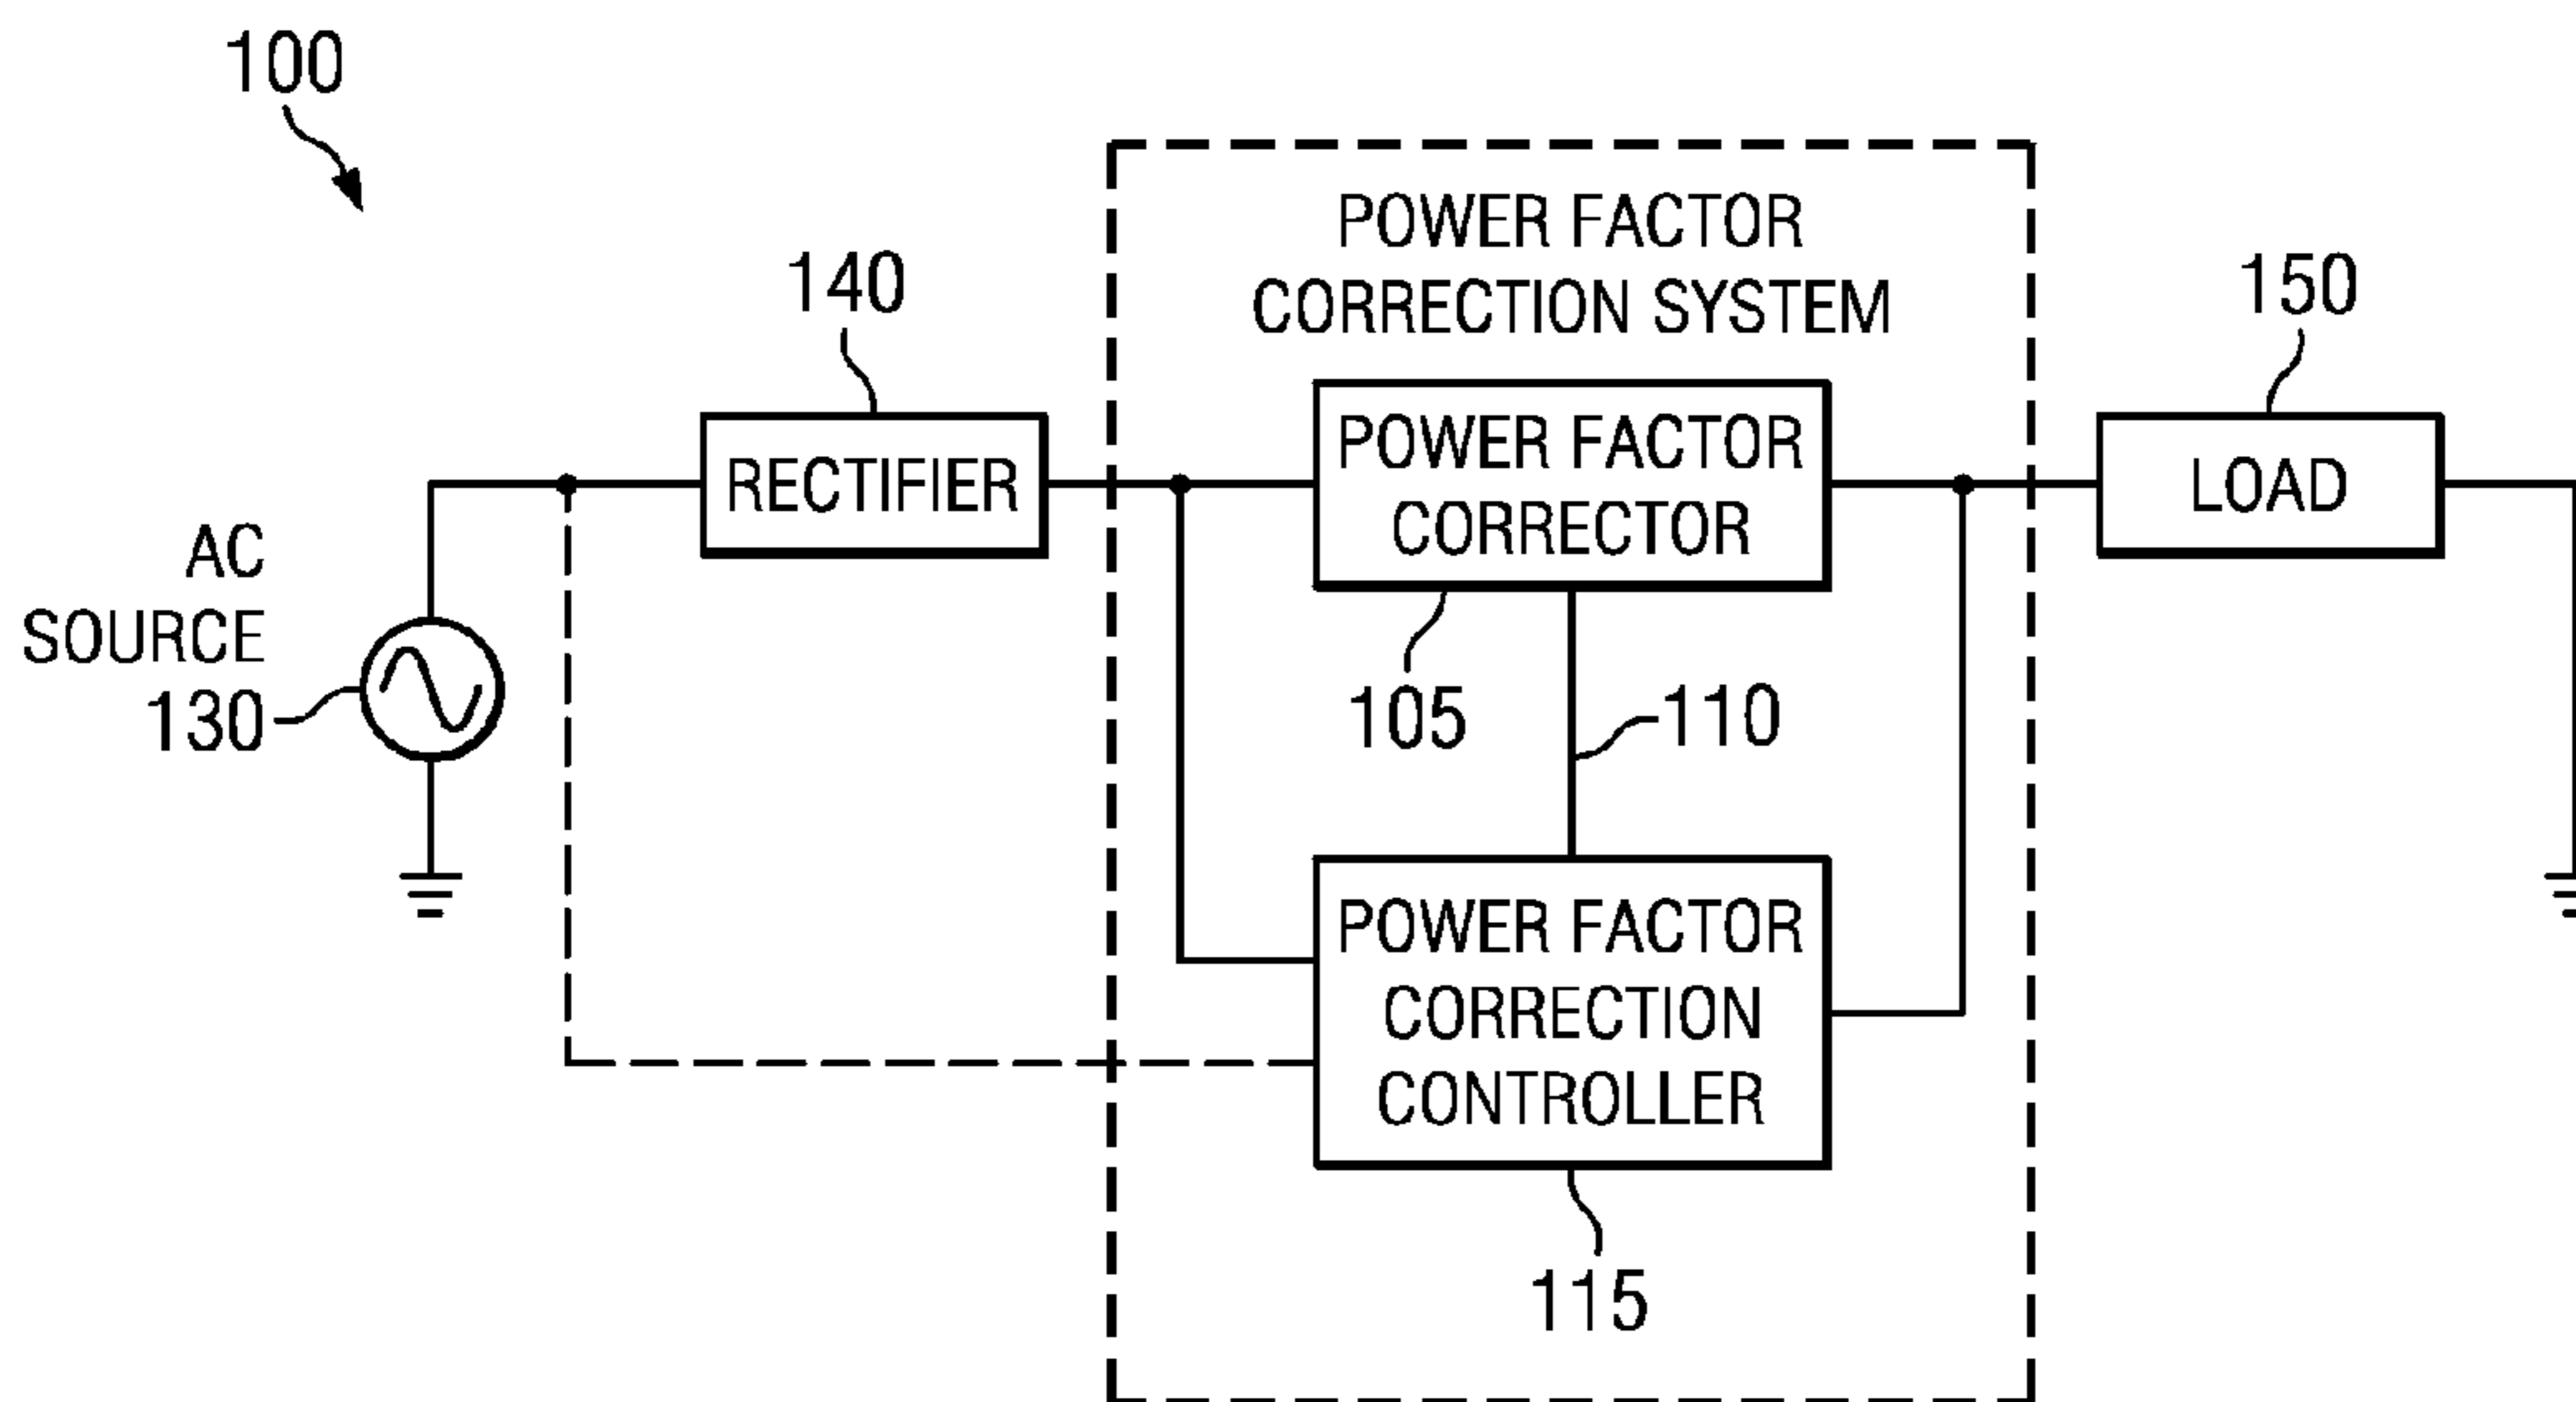 100
POWER FACTOR
CORRECTION SYSTEM
140
150
RECTIFIER
POWER FACTOR
CORRECTOR
LOAD
AC
SOURCE
130
105
110
POWER FACTOR
CORRECTION
CONTROLLER
115